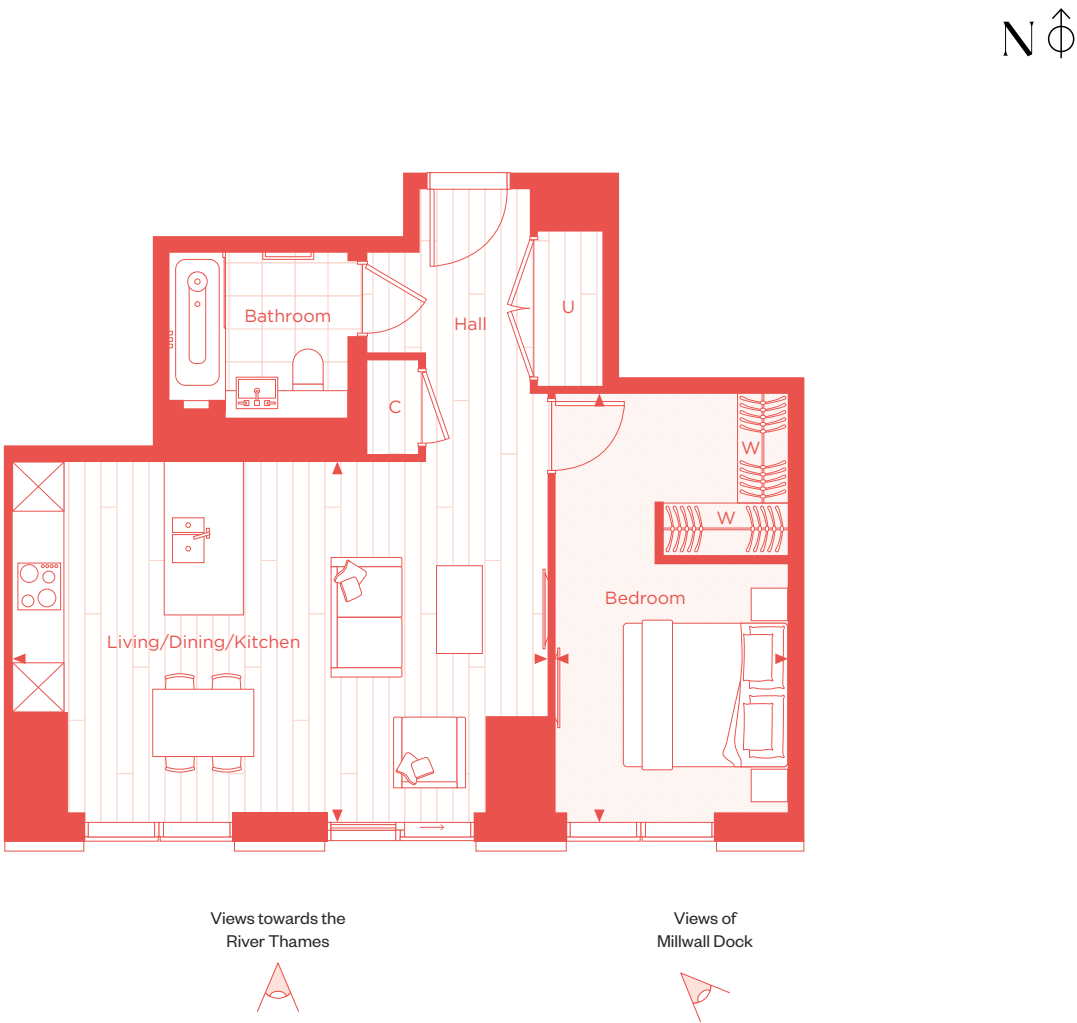 N
Bathroom
Hall
U
C
W
W
Bedroom
Living/Dining/Kitchen
Views towards the
River Thames
Views of
Millwall Dock